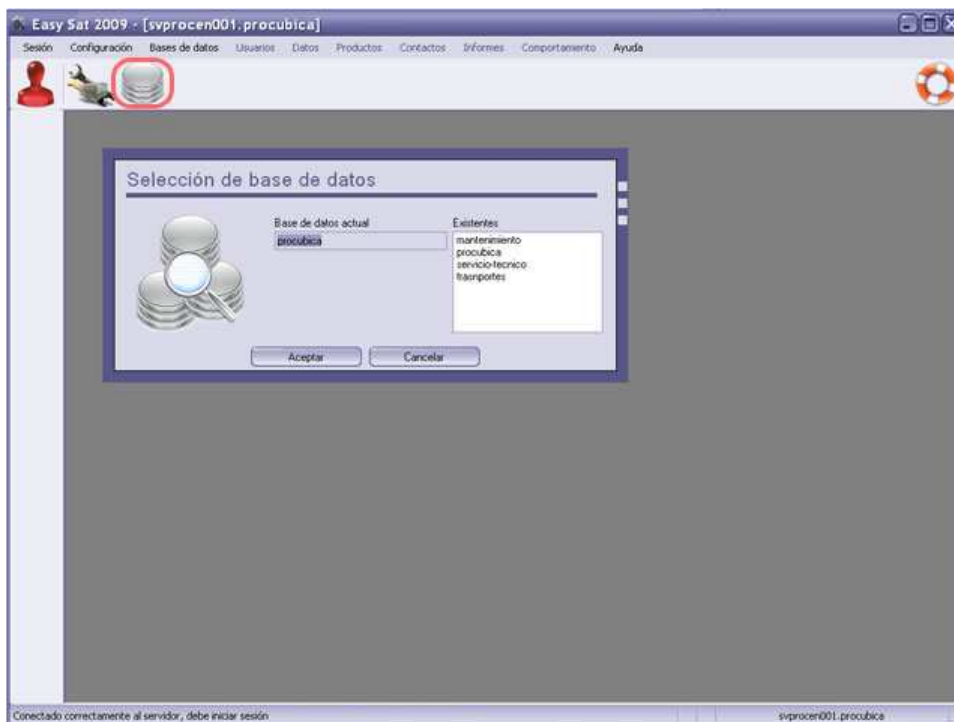 Easy Sat 2009 - [svprocen001.procubica]
Sesión Configuración Bases de datos Usuarios Datos Productos Contactos Informes Comportamiento Ayuda
Selección de base de datos
Base de datos actual Existentes
procubica
mantenimiento
procubica
servicio-tecnico
trasnportes
Aceptar Cancelar
Conectado correctamente al servidor, debe iniciar sesión svprocen001.procubica